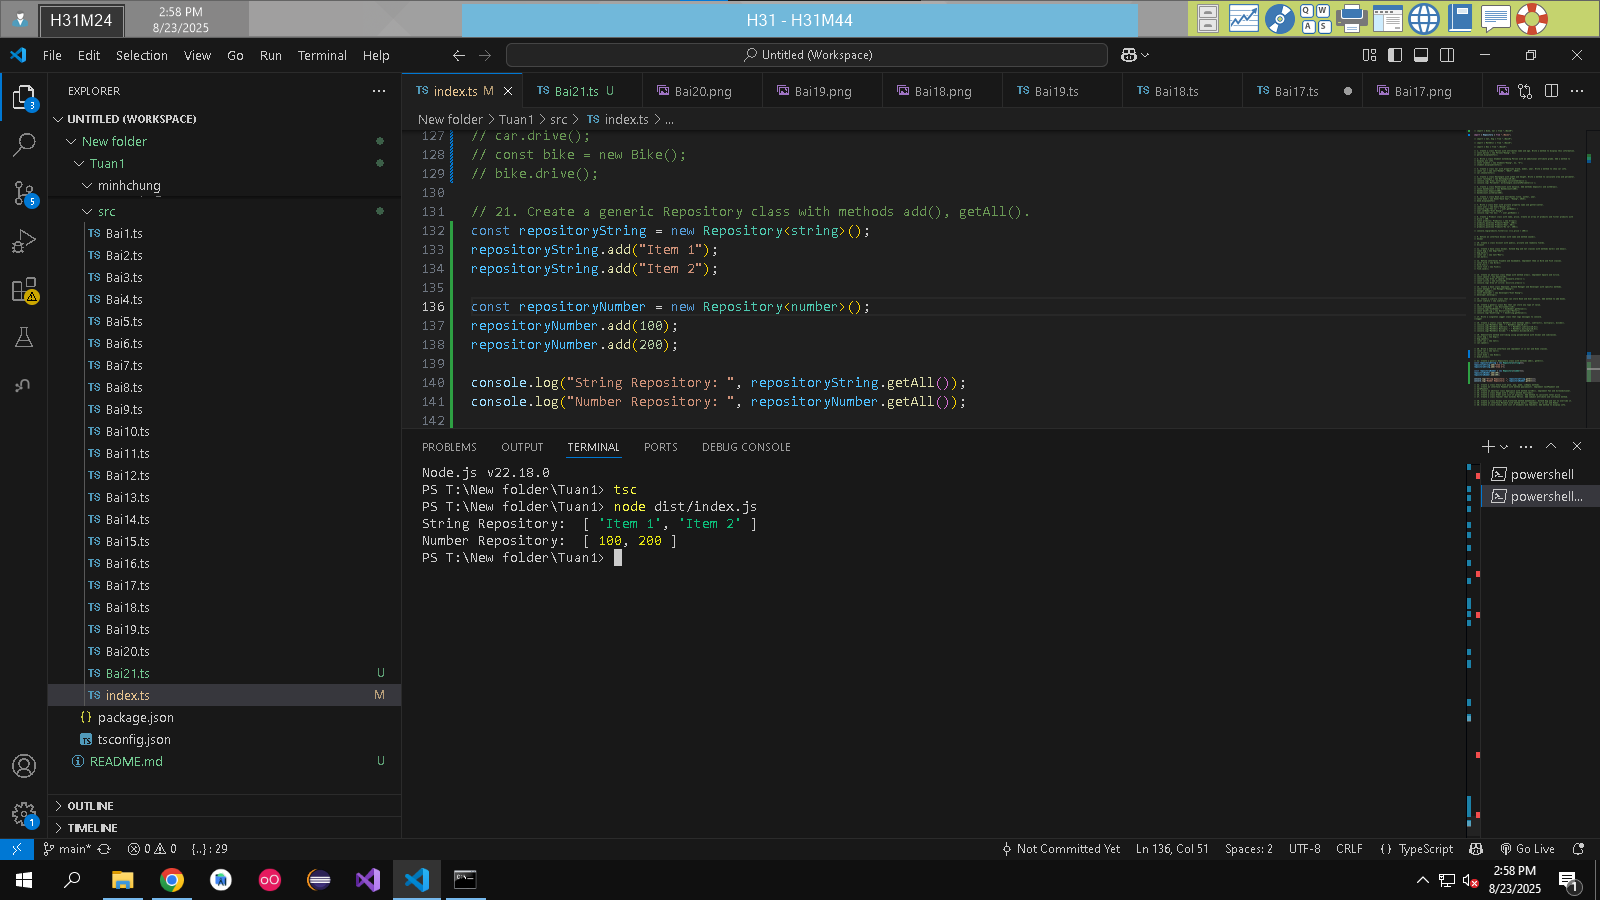 H31M24
2:58 PM
8/23/2025
H31 - H31M44
Q W
A S
File Edit Selection View Go Run Terminal Help
Untitled (Workspace)
EXPLORER
UNTITLED (WORKSPACE)
New folder
Tuan1
minhchung
src
TS Bai1.ts
TS Bai2.ts
TS Bai3.ts
TS Bai4.ts
TS Bai5.ts
TS Bai6.ts
TS Bai7.ts
TS Bai8.ts
TS Bai9.ts
TS Bai10.ts
TS Bai11.ts
TS Bai12.ts
TS Bai13.ts
TS Bai14.ts
TS Bai15.ts
TS Bai16.ts
TS Bai17.ts
TS Bai18.ts
TS Bai19.ts
TS Bai20.ts
TS Bai21.ts U
TS index.ts M
{} package.json
TS tsconfig.json
README.md U
OUTLINE
TIMELINE
3
5
1
TS index.ts M TS Bai21.ts U Bai20.png Bai19.png Bai18.png TS Bai19.ts TS Bai18.ts TS Bai17.ts Bai17.png
New folder > Tuan1 > src > TS index.ts > ...
127 // car.drive();
128 // const bike = new Bike();
129 // bike.drive();
130
131 // 21. Create a generic Repository class with methods add(), getAll().
132 const repositoryString = new Repository<string>();
133 repositoryString.add("Item 1");
134 repositoryString.add("Item 2");
135
136 const repositoryNumber = new Repository<number>();
137 repositoryNumber.add(100);
138 repositoryNumber.add(200);
139
140 console.log("String Repository: ", repositoryString.getAll());
141 console.log("Number Repository: ", repositoryNumber.getAll());
142
PROBLEMS OUTPUT TERMINAL PORTS DEBUG CONSOLE
Node.js v22.18.0
PS T:\New folder\Tuan1> tsc
PS T:\New folder\Tuan1> node dist/index.js
String Repository:  [ 'Item 1', 'Item 2' ]
Number Repository:  [ 100, 200 ]
PS T:\New folder\Tuan1>
powershell
powershell...
main* 0 0 {..} : 29
Not Committed Yet Ln 136, Col 51 Spaces: 2 UTF-8 CRLF {} TypeScript Go Live
2:58 PM
8/23/2025
1